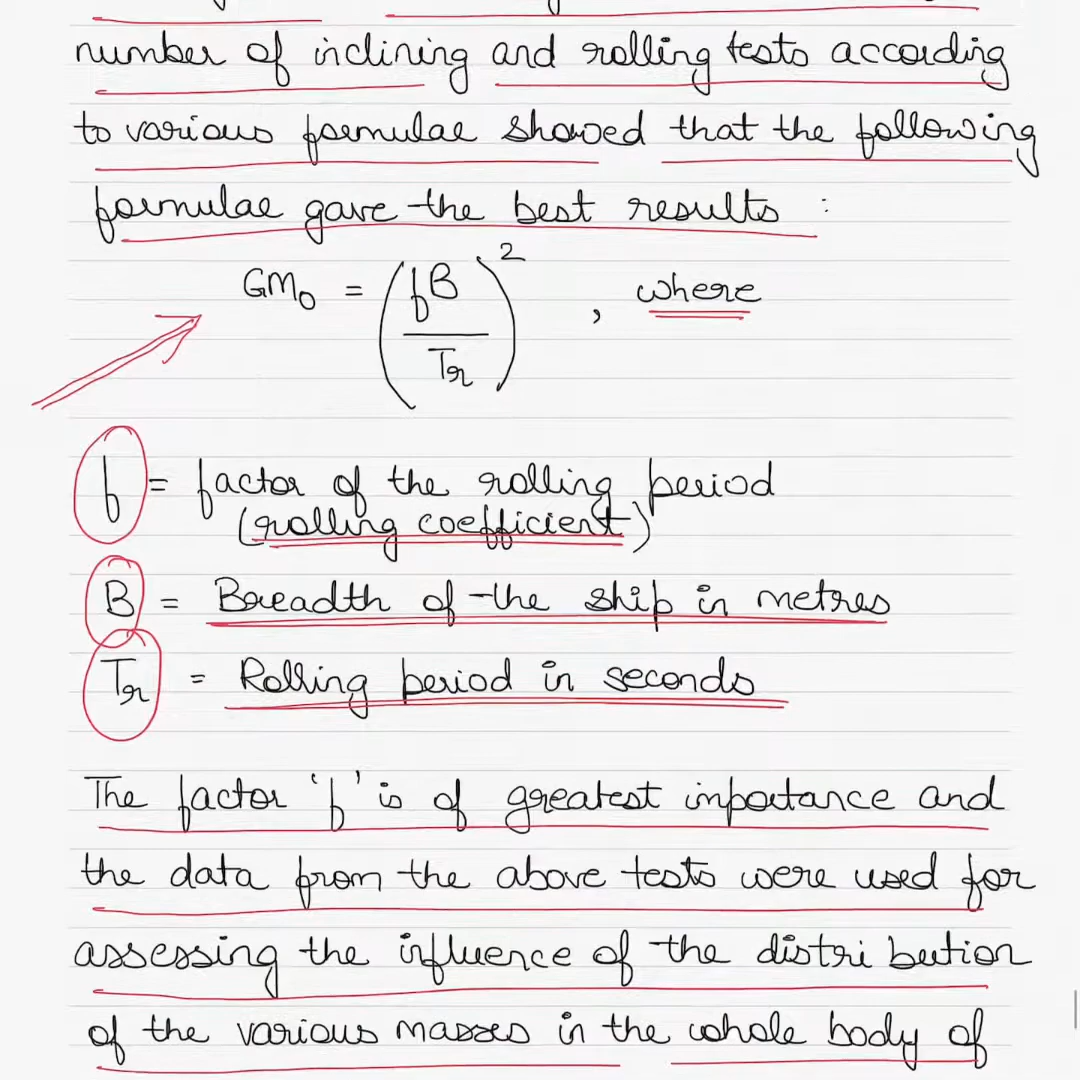 number of inclining and rolling tests according
to various formulae showed that the following
formulae gave the best results :
GM₀ = (fB / Tr)² , where
f = factor of the rolling period
(rolling coefficient)
B = Breadth of the ship in metres
Tr = Rolling period in seconds
The factor 'f' is of greatest importance and
the data from the above tests were used for
assessing the influence of the distri bution
of the various masses in the whole body of